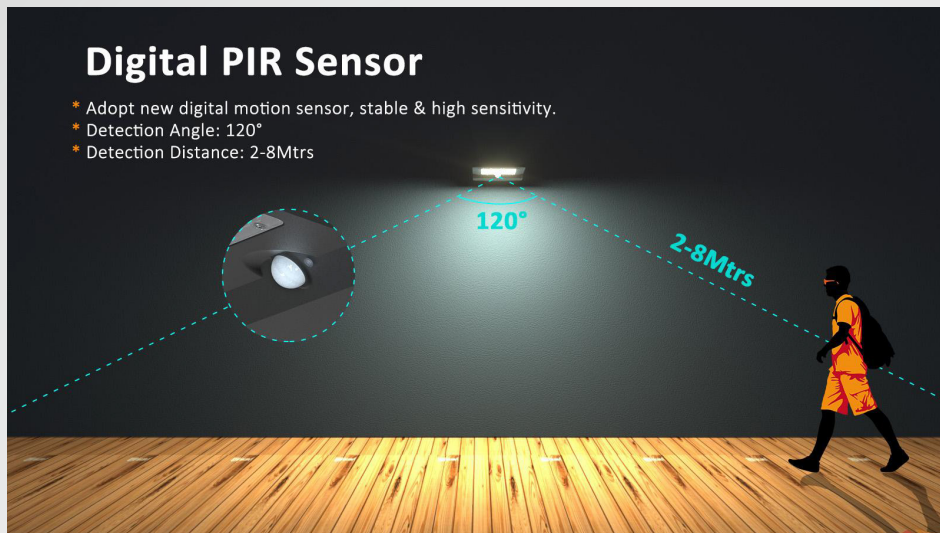 Digital PIR Sensor
* Adopt new digital motion sensor, stable & high sensitivity.
* Detection Angle: 120°
* Detection Distance: 2-8Mtrs
120°
2-8Mtrs